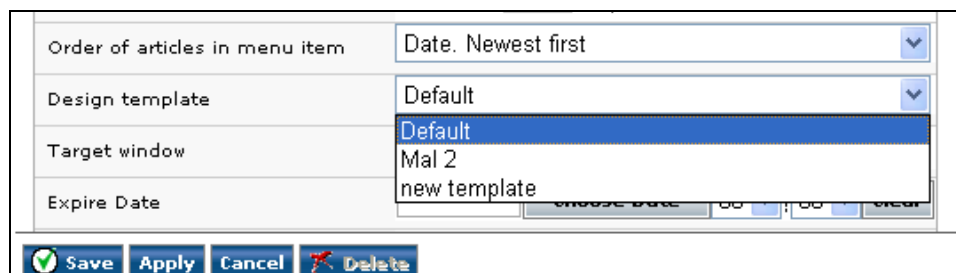 Order of articles in menu item Date. Newest first
Design template Default
Default
Target window Mal 2
new template
Expire Date
Save Apply Cancel Delete